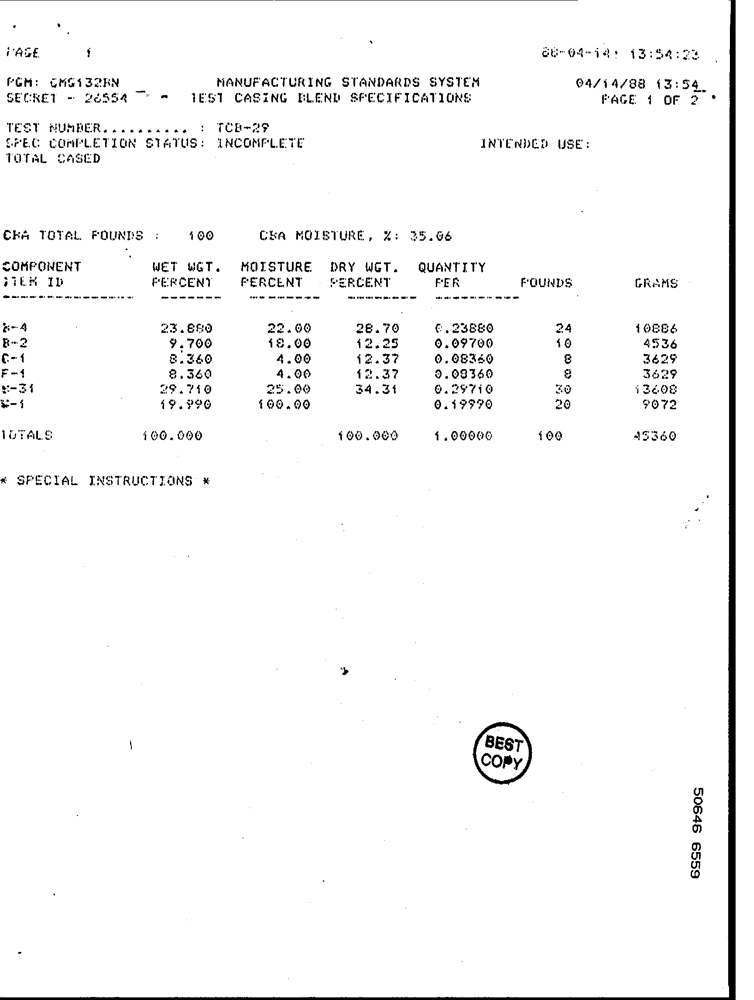 PAGE 1 88-04-14: 13:54:23
PGM: GMS132RN MANUFACTURING STANDARDS SYSTEM 04/14/88 13:54
SECRET - 26554 - - TEST CASING BLEND SPECIFICATIONS PAGE 1 OF 2
TEST NUMBER.......... : TCB-29
SPEC COMPLETION STATUS: INCOMPLETE INTENDED USE:
TOTAL CASED
CBA TOTAL POUNDS : 100 CBA MOISTURE, %: 35.06
COMPONENT WET WGT. MOISTURE DRY WGT. QUANTITY
ITEM ID PERCENT PERCENT PERCENT PER POUNDS GRAMS
-4 23.880 22.00 28.70 0.23880 24 10886
B-2 9.700 18.00 12.25 0.09700 10 4536
C-1 8.360 4.00 12.37 0.08360 8 3629
F-1 8.360 4.00 12.37 0.08360 8 3629
-31 29.710 25.00 34.31 0.29710 30 13608
-1 19.990 100.00 0.19990 20 9072
TOTALS 100.000 100.000 1.00000 100 45360
* SPECIAL INSTRUCTIONS *
BEST
COPY
50646 6559